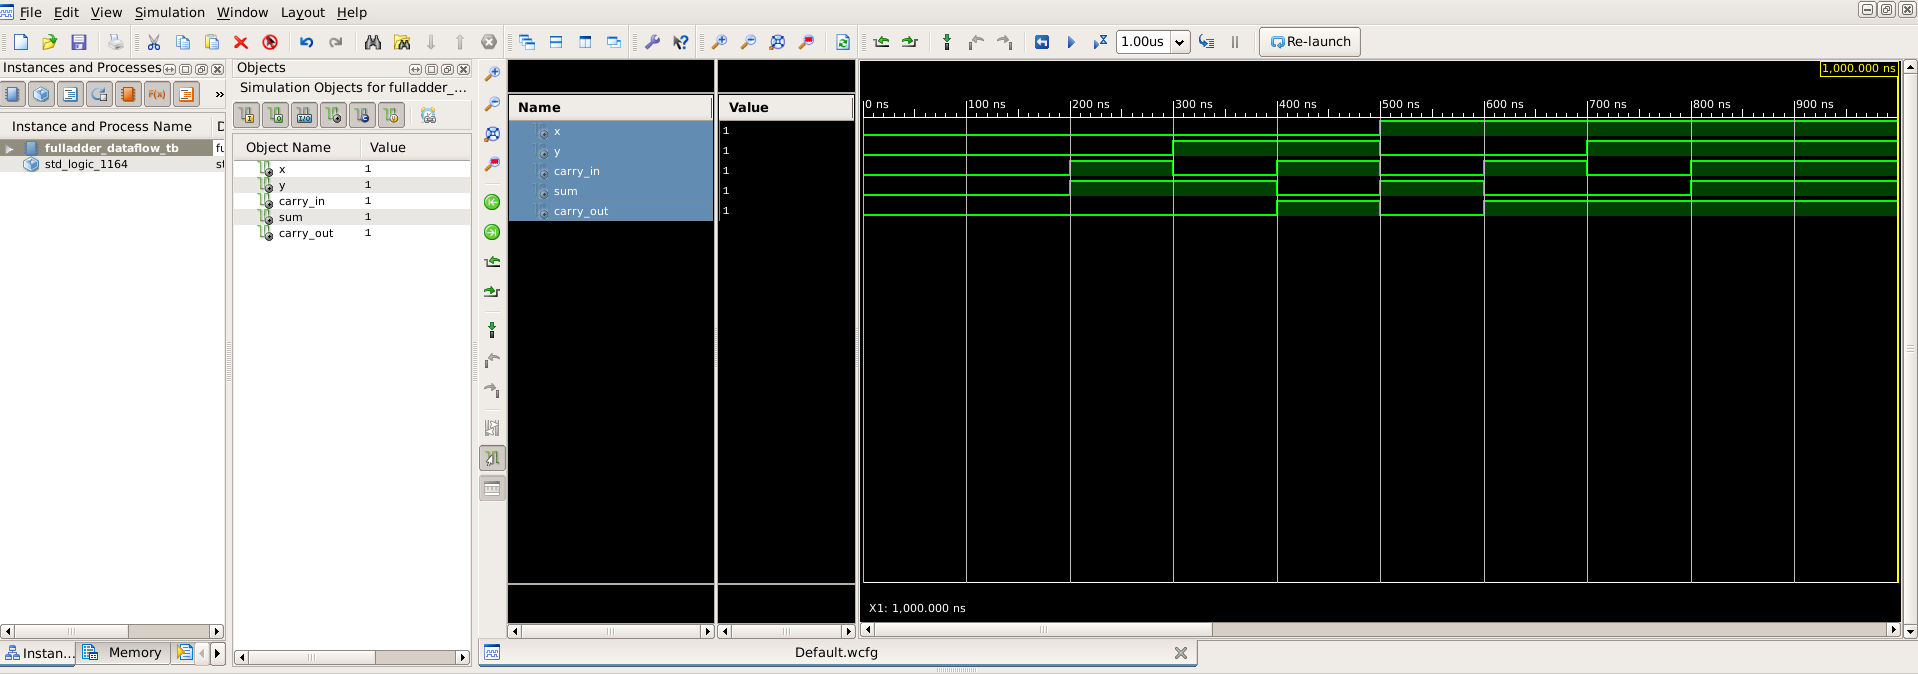 File Edit View Simulation Window Layout Help
1.00us
Re-launch
Instances and Processes
F(x)
»
Instance and Process Name
D
fulladder_dataflow_tb
fu
std_logic_1164
st
Instan...
Memory
Objects
Simulation Objects for fulladder_...
Object Name Value
x 1
y 1
carry_in 1
sum 1
carry_out 1
Name Value
x 1
y 1
carry_in 1
sum 1
carry_out 1
1,000.000 ns
0 ns 100 ns 200 ns 300 ns 400 ns 500 ns 600 ns 700 ns 800 ns 900 ns
X1: 1,000.000 ns
Default.wcfg